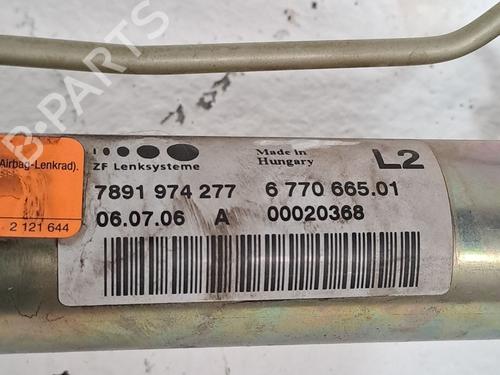 ZF Lenksysteme
Made in
Hungary
L2
Airbag-Lenkrad).
7891 974 277 6 770 665.01
06.07.06 A 00020368
2 121 644
B-PARTS